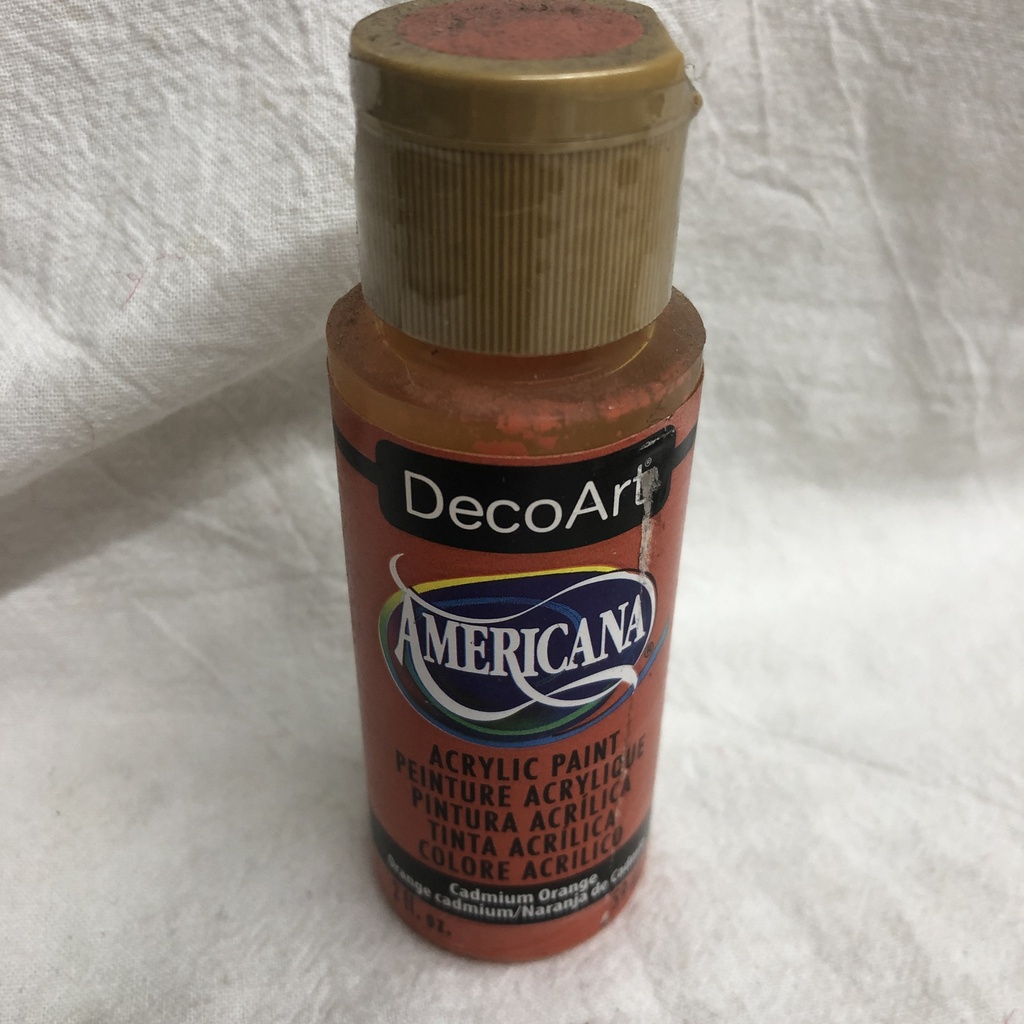 DecoArt®
AMERICANA®
ACRYLIC PAINT
PEINTURE ACRYLIQUE
PINTURA ACRÍLICA
TINTA ACRÍLICA
COLORE ACRILICO
Cadmium Orange
Orange cadmium/Naranja de
2 fl. oz.